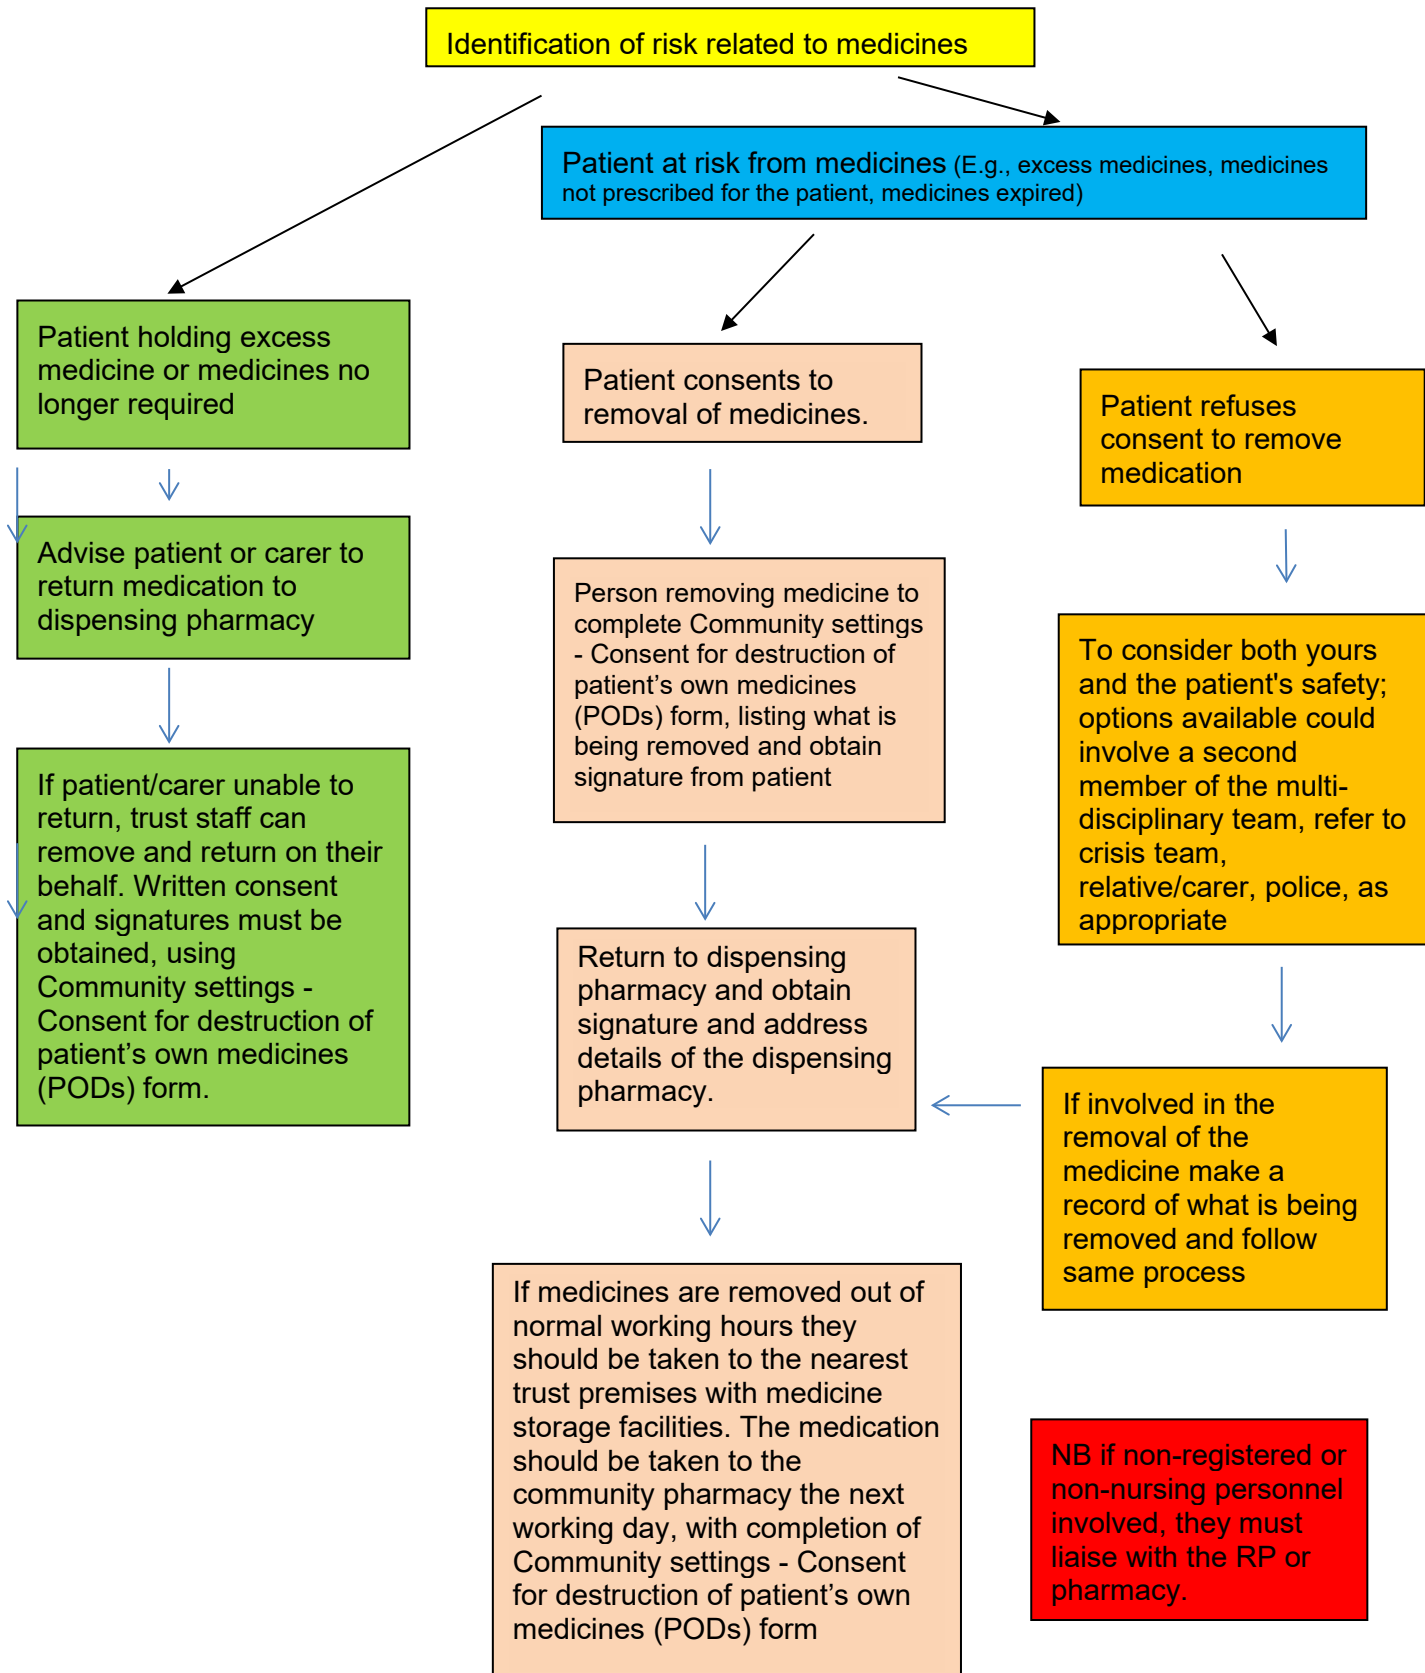 Identification of risk related to medicines
Patient at risk from medicines (E.g., excess medicines, medicines
not prescribed for the patient, medicines expired)
Patient holding excess
medicine or medicines no
longer required
Patient consents to
removal of medicines.
Patient refuses
consent to remove
medication
Advise patient or carer to
return medication to
dispensing pharmacy
Person removing medicine to
complete Community settings
- Consent for destruction of
patient’s own medicines
(PODs) form, listing what is
being removed and obtain
signature from patient
To consider both yours
and the patient's safety;
options available could
involve a second
member of the multi-
disciplinary team, refer to
crisis team,
relative/carer, police, as
appropriate
If patient/carer unable to
return, trust staff can
remove and return on their
behalf. Written consent
and signatures must be
obtained, using
Community settings -
Consent for destruction of
patient’s own medicines
(PODs) form.
Return to dispensing
pharmacy and obtain
signature and address
details of the dispensing
pharmacy.
If involved in the
removal of the
medicine make a
record of what is being
removed and follow
same process
If medicines are removed out of
normal working hours they
should be taken to the nearest
trust premises with medicine
storage facilities. The medication
should be taken to the
community pharmacy the next
working day, with completion of
Community settings - Consent
for destruction of patient’s own
medicines (PODs) form
NB if non-registered or
non-nursing personnel
involved, they must
liaise with the RP or
pharmacy.